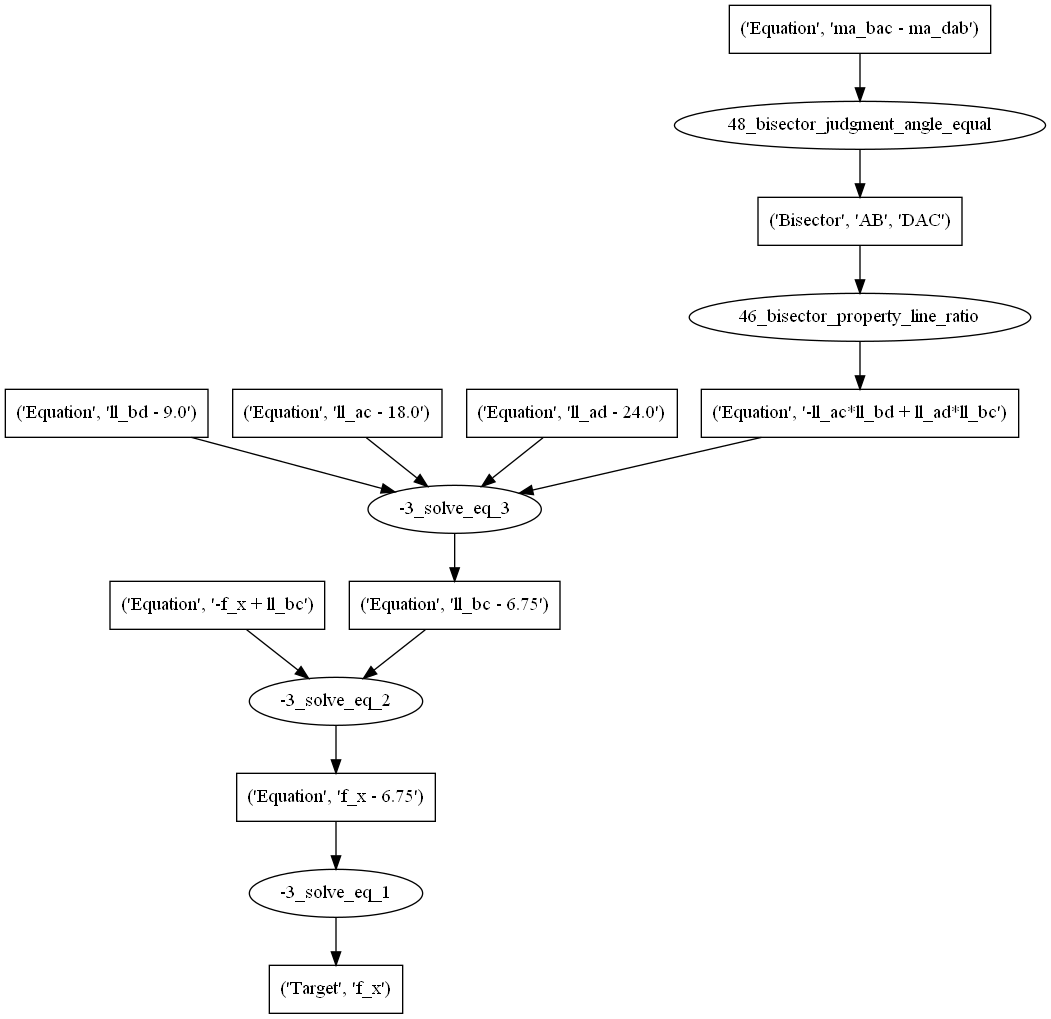 ('Equation', 'ma_bac - ma_dab')
48_bisector_judgment_angle_equal
('Bisector', 'AB', 'DAC')
46_bisector_property_line_ratio
('Equation', 'll_bd - 9.0')
('Equation', 'll_ac - 18.0')
('Equation', 'll_ad - 24.0')
('Equation', '-ll_ac*ll_bd + ll_ad*ll_bc')
-3_solve_eq_3
('Equation', '-f_x + ll_bc')
('Equation', 'll_bc - 6.75')
-3_solve_eq_2
('Equation', 'f_x - 6.75')
-3_solve_eq_1
('Target', 'f_x')